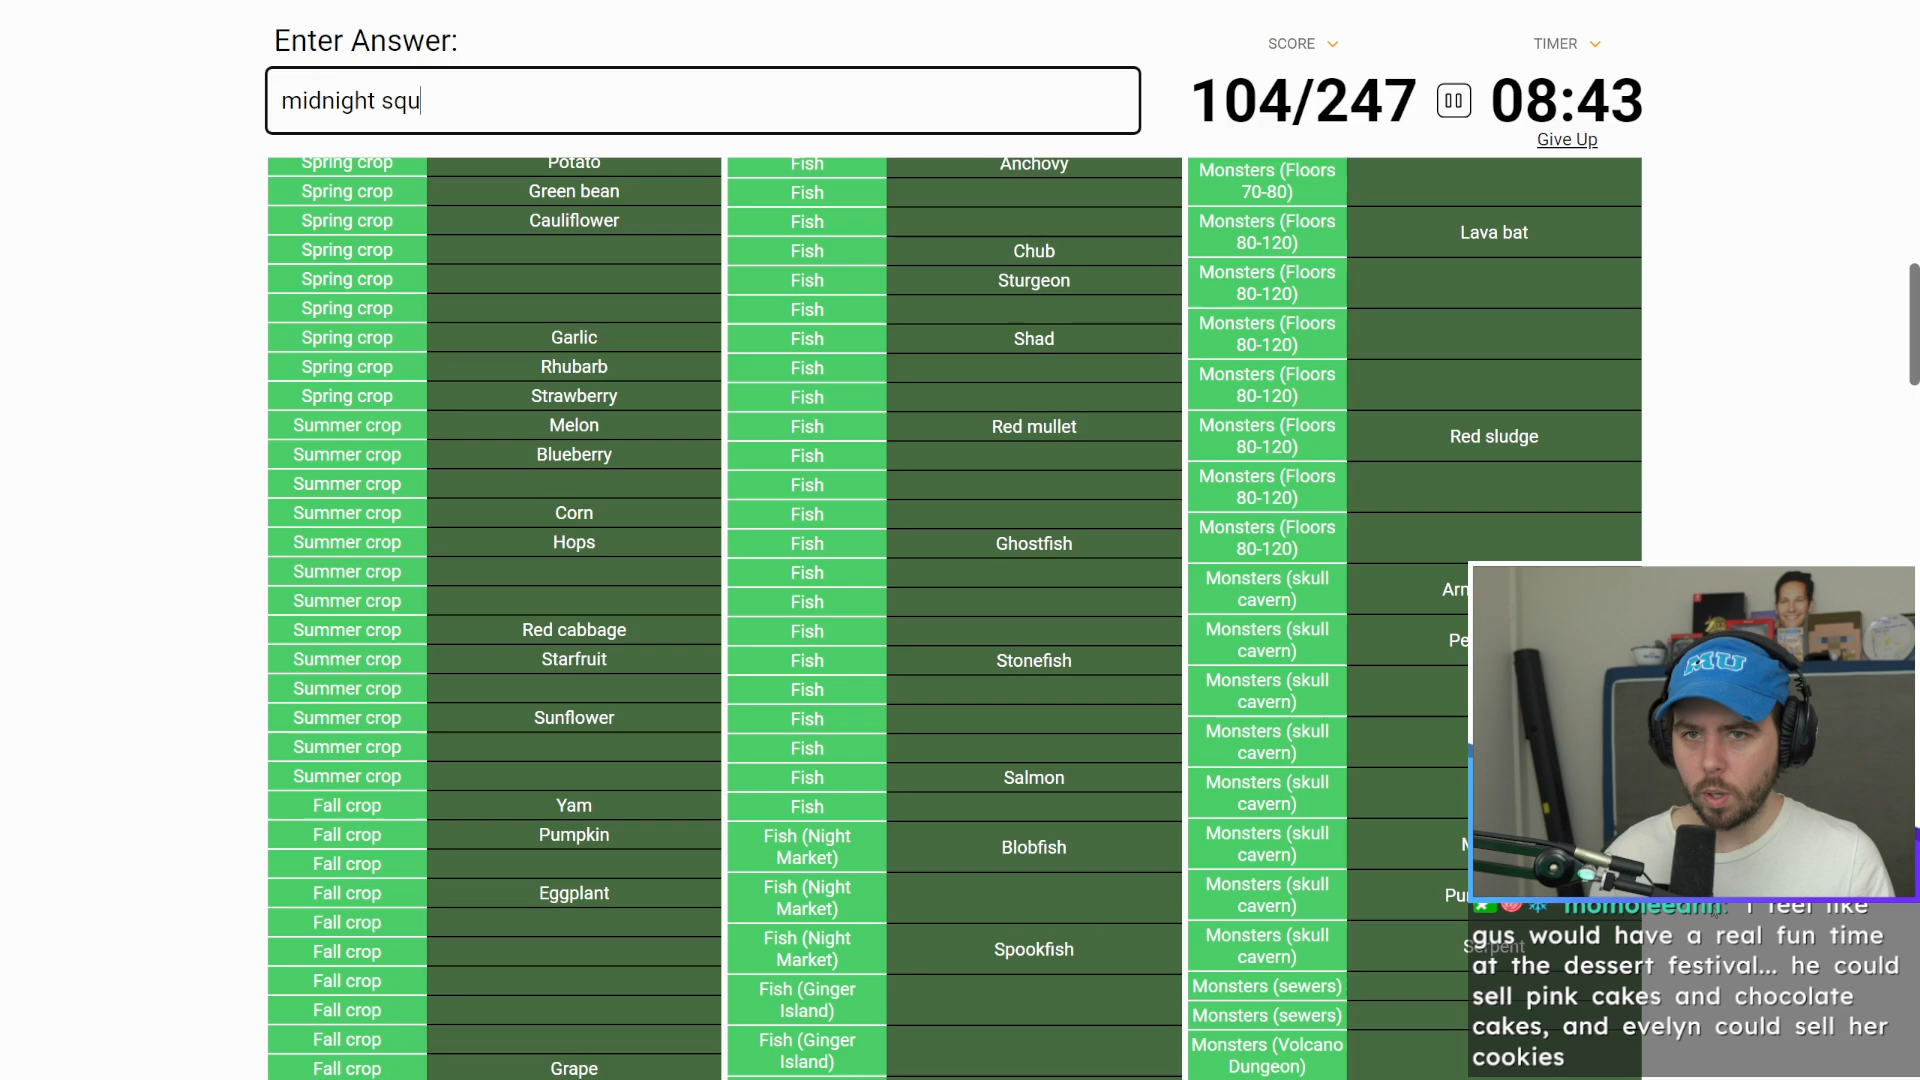 Enter Answer:
midnight squ
SCORE
TIMER
104/247
08:43
Give Up
Spring crop Potato
Spring crop Green bean
Spring crop Cauliflower
Spring crop
Spring crop
Spring crop
Spring crop Garlic
Spring crop Rhubarb
Spring crop Strawberry
Summer crop Melon
Summer crop Blueberry
Summer crop
Summer crop Corn
Summer crop Hops
Summer crop
Summer crop
Summer crop Red cabbage
Summer crop Starfruit
Summer crop
Summer crop Sunflower
Summer crop
Summer crop
Fall crop Yam
Fall crop Pumpkin
Fall crop
Fall crop Eggplant
Fall crop
Fall crop
Fall crop
Fall crop
Fall crop
Fall crop Grape
Fish Anchovy
Fish
Fish
Fish Chub
Fish Sturgeon
Fish
Fish Shad
Fish
Fish
Fish Red mullet
Fish
Fish
Fish
Fish Ghostfish
Fish
Fish
Fish
Fish Stonefish
Fish
Fish
Fish
Fish Salmon
Fish
Fish (Night
Market) Blobfish
Fish (Night
Market)
Fish (Night
Market) Spookfish
Fish (Ginger
Island)
Fish (Ginger
Island)
Monsters (Floors
70-80)
Monsters (Floors
80-120) Lava bat
Monsters (Floors
80-120)
Monsters (Floors
80-120)
Monsters (Floors
80-120)
Monsters (Floors
80-120) Red sludge
Monsters (Floors
80-120)
Monsters (Floors
80-120)
Monsters (skull
cavern)
Monsters (skull
cavern)
Monsters (skull
cavern)
Monsters (skull
cavern)
Monsters (skull
cavern)
Monsters (skull
cavern)
Monsters (skull
cavern)
Monsters (skull
cavern) Serpent
Monsters (sewers)
Monsters (sewers)
Monsters (Volcano
Dungeon)
MU
momoleeann: i feel like
gus would have a real fun time
at the dessert festival... he could
sell pink cakes and chocolate
cakes, and evelyn could sell her
cookies